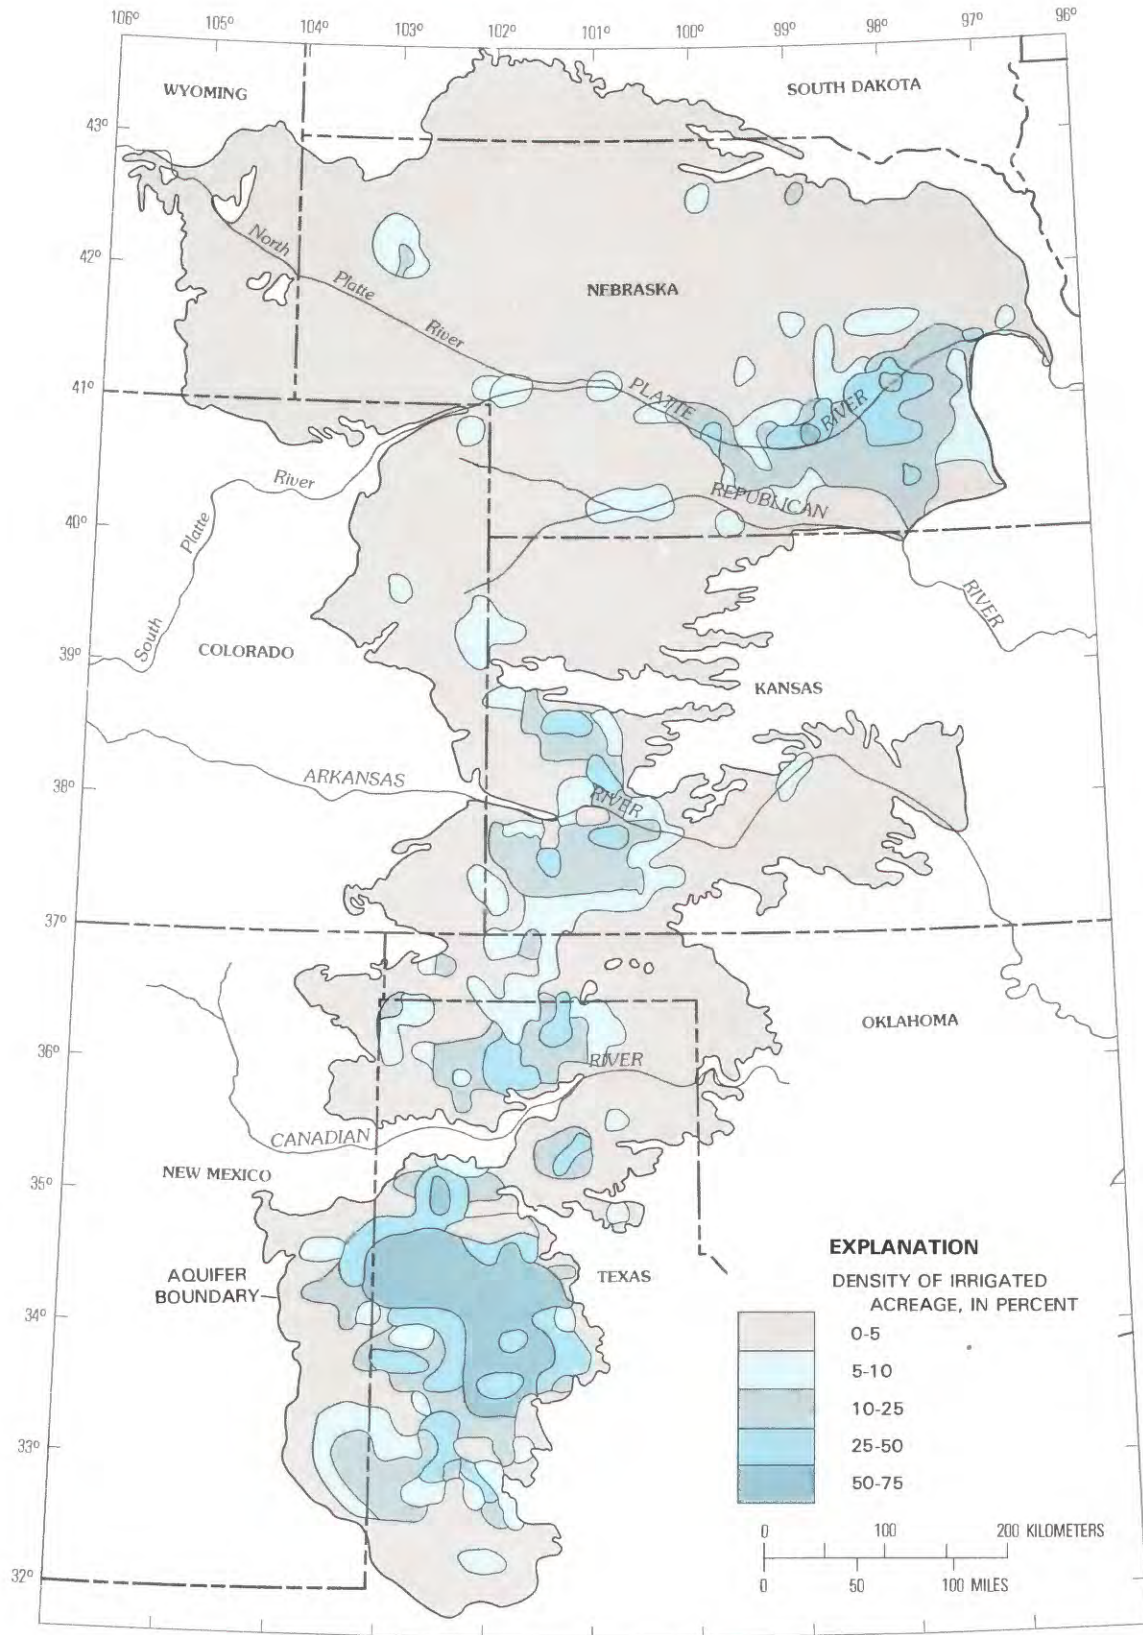 106° 105° 104° 103° 102° 101° 100° 99° 98° 97° 96°
WYOMING
SOUTH DAKOTA
43°
42°
North
Platte
River
NEBRASKA
41°
PLATTE
RIVER
River
Platte
South
REPUBLICAN
RIVER
40°
39°
COLORADO
KANSAS
ARKANSAS
RIVER
38°
37°
OKLAHOMA
36°
RIVER
CANADIAN
35°
NEW MEXICO
AQUIFER
BOUNDARY
TEXAS
34°
33°
32°
EXPLANATION
DENSITY OF IRRIGATED
ACREAGE, IN PERCENT
0-5
5-10
10-25
25-50
50-75
0 100 200 KILOMETERS
0 50 100 MILES